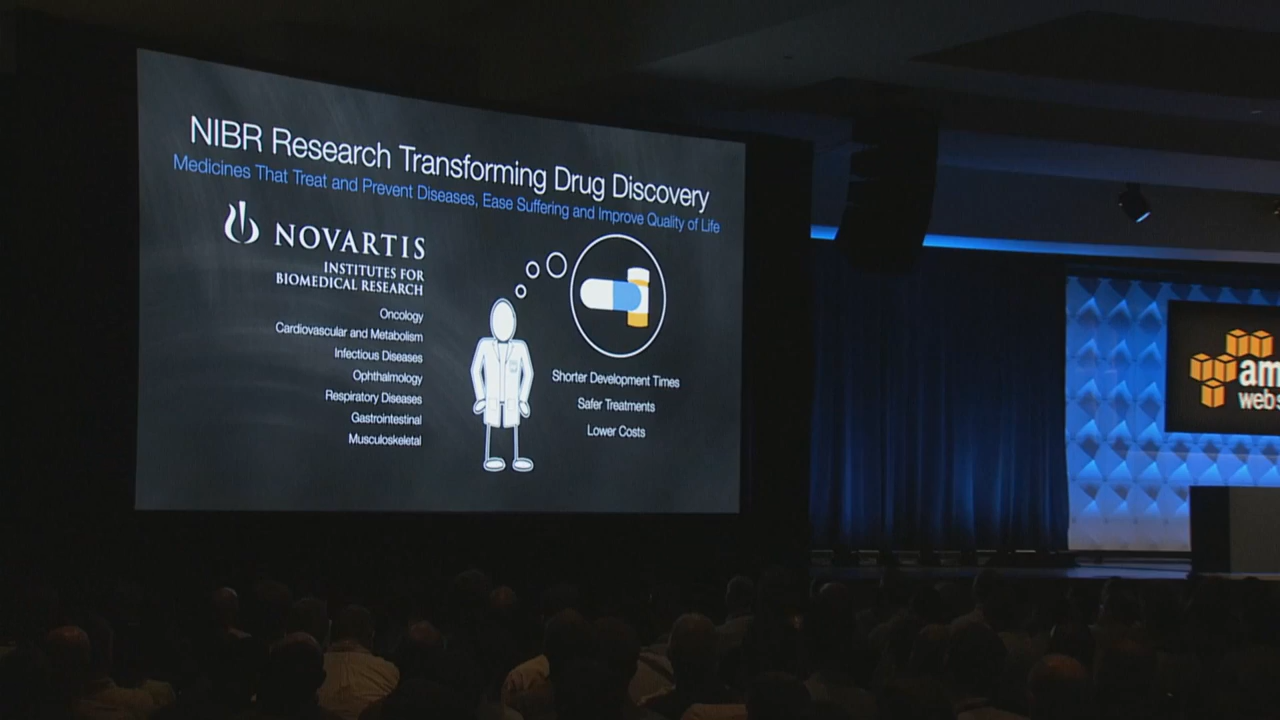 NIBR Research Transforming Drug Discovery
Medicines That Treat and Prevent Diseases, Ease Suffering and Improve Quality of Life
NOVARTIS
INSTITUTES FOR
BIOMEDICAL RESEARCH
Oncology
Cardiovascular and Metabolism
Infectious Diseases
Ophthalmology
Respiratory Diseases
Gastrointestinal
Musculoskeletal
Shorter Development Times
Safer Treatments
Lower Costs
am
webs